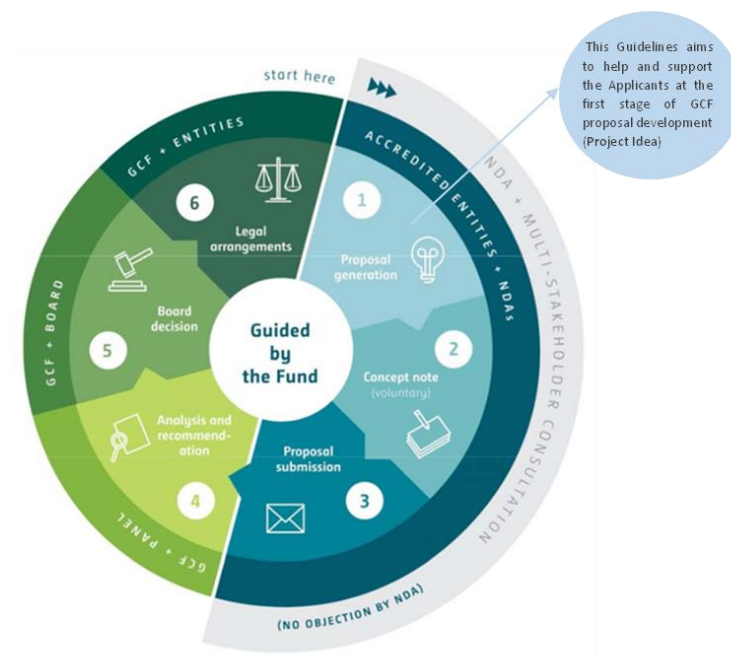 This Guidelines aims
to help and support
the Applicants at the
first stage of GCF
proposal development
(Project Idea)
start here
NDA + MULTI-STAKEHOLDER CONSULTATION
(NO OBJECTION BY NDA)
ACCREDITED ENTITIES + NDAs
GCF + ENTITIES
GCF + BOARD
GCF + PANEL
1
Proposal
generation
2
Concept note
(voluntary)
Proposal
submission
3
Analysis and
recommend-
ation
4
Board
decision
5
6
Legal
arrangements
Guided
by
the Fund